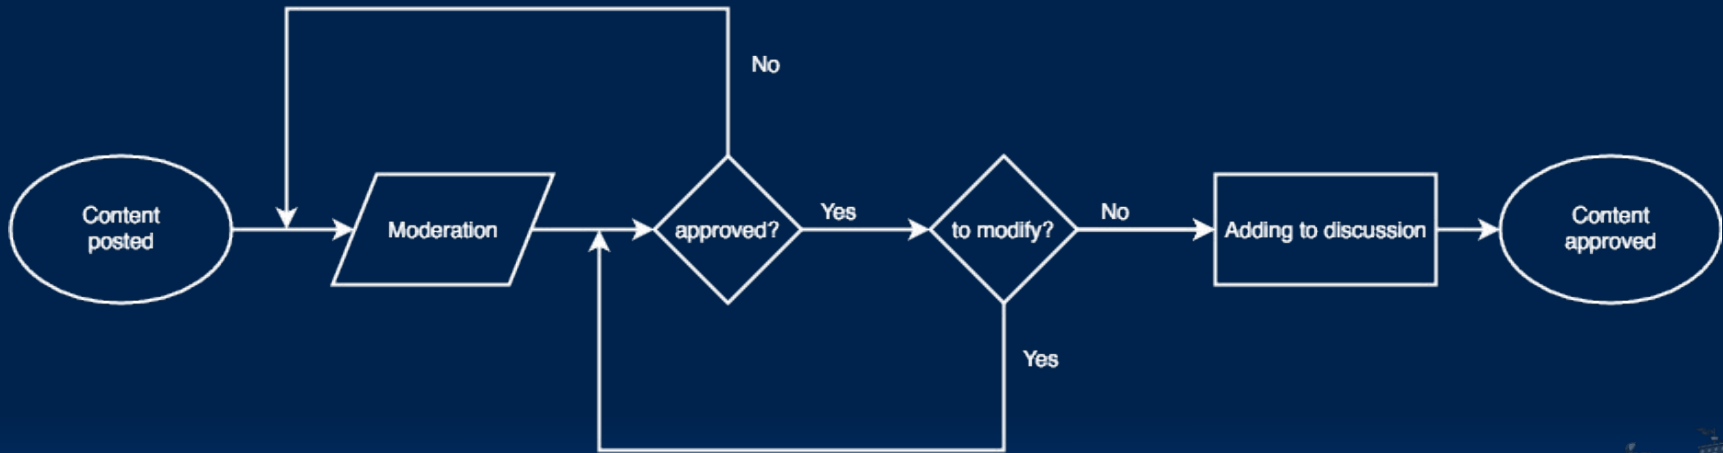 No
Content
posted
Moderation
approved?
Yes
to modify?
No
Adding to discussion
Content
approved
Yes